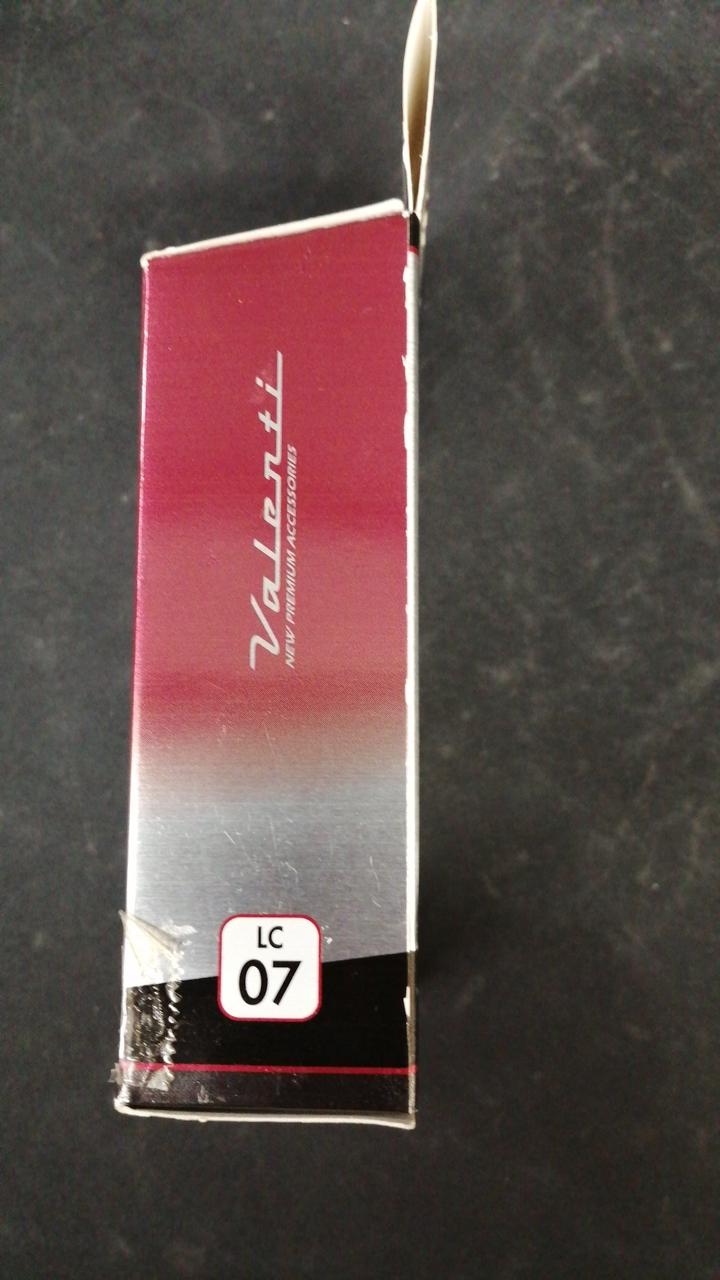 Valenti
NEW PREMIUM ACCESSORIES
LC
07